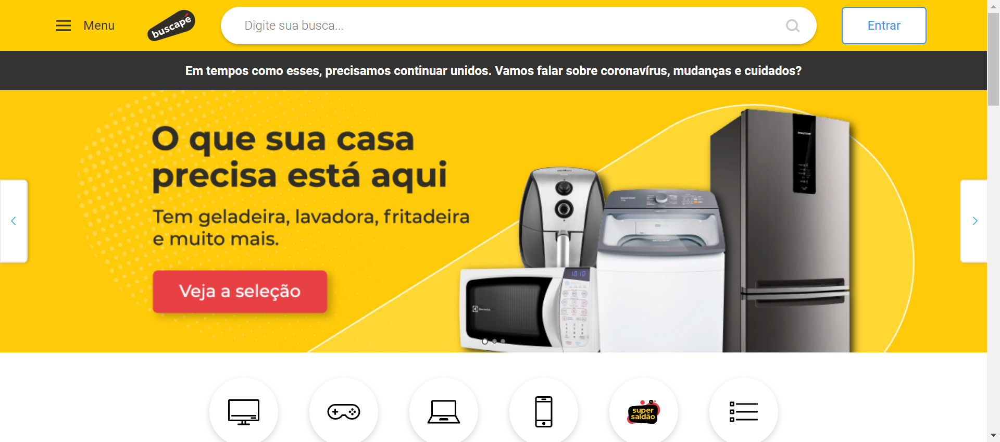 Menu
buscapé
Digite sua busca...
Entrar
Em tempos como esses, precisamos continuar unidos. Vamos falar sobre coronavírus, mudanças e cuidados?
O que sua casa
precisa está aqui
Tem geladeira, lavadora, fritadeira
e muito mais.
Veja a seleção
10:10
Electrolux
super
saldão